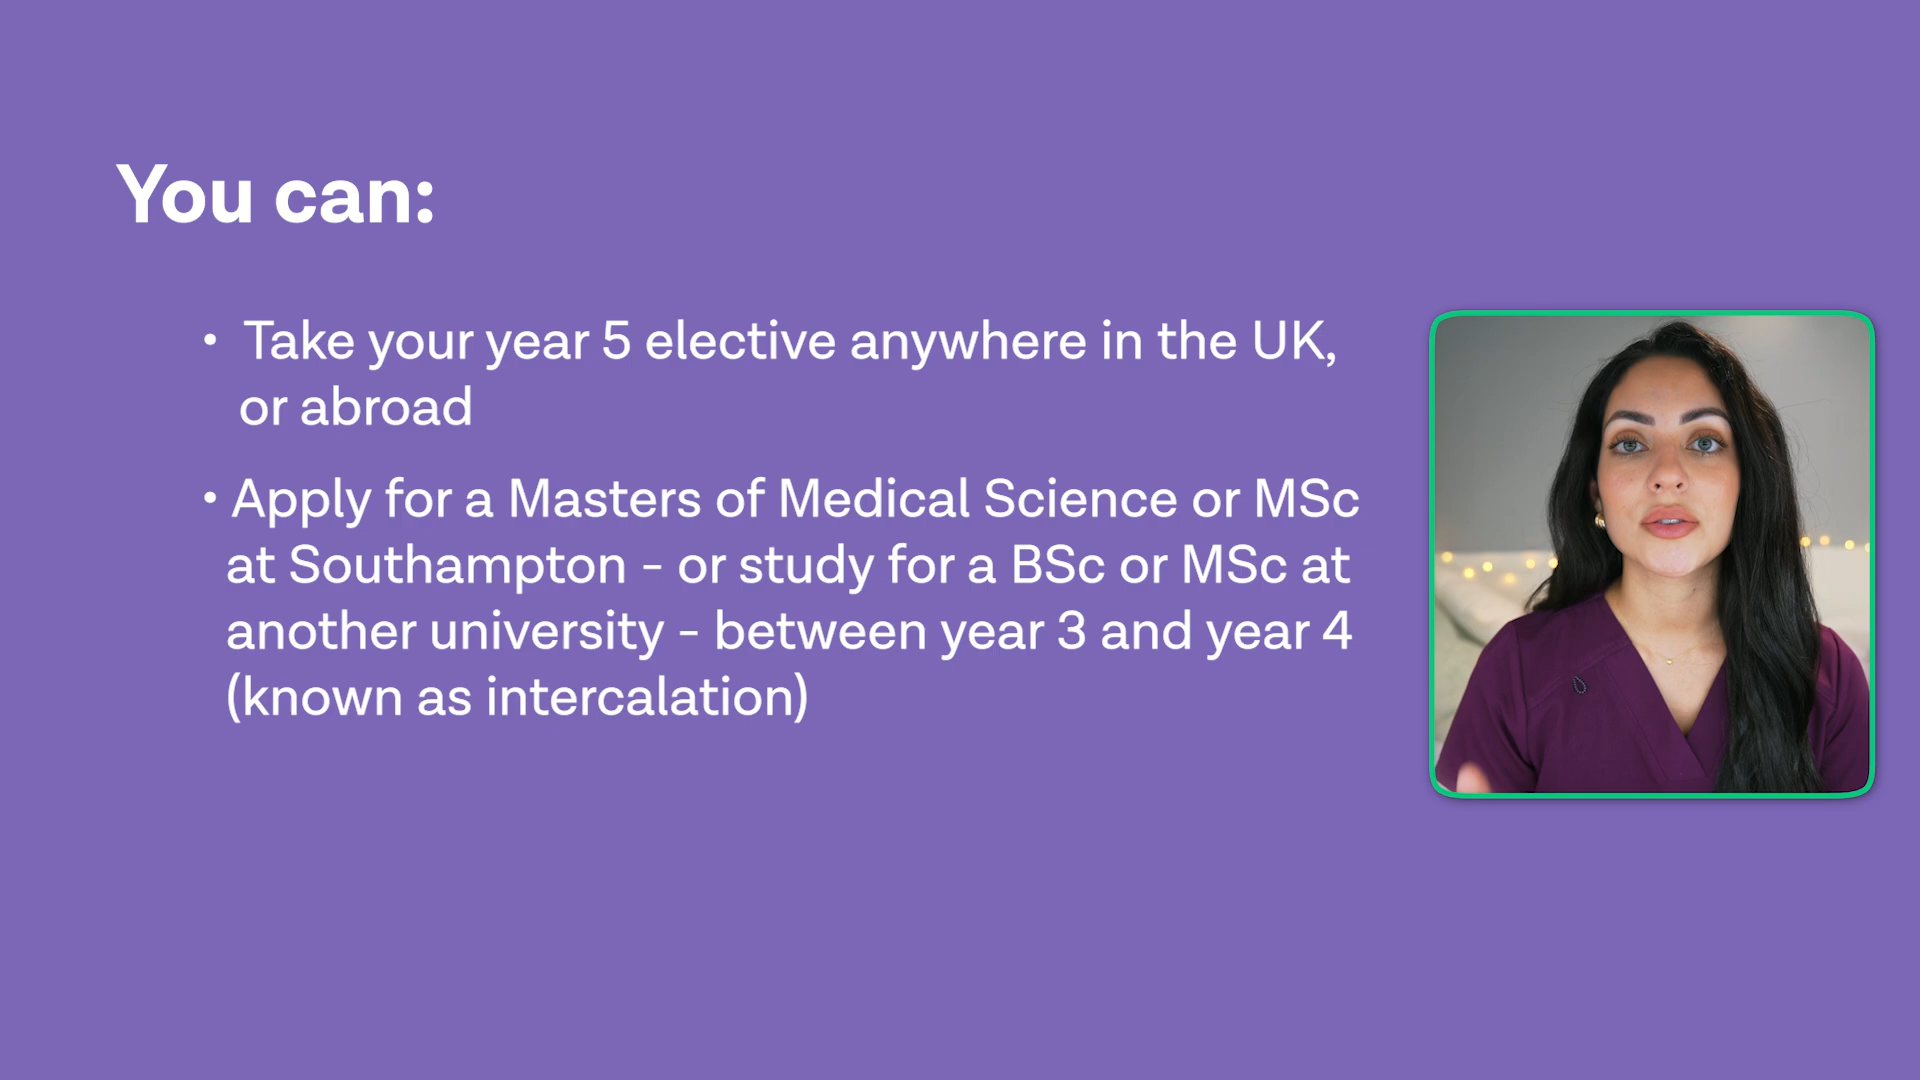 You can:
• Take your year 5 elective anywhere in the UK,
or abroad
• Apply for a Masters of Medical Science or MSc
at Southampton - or study for a BSc or MSc at
another university - between year 3 and year 4
(known as intercalation)